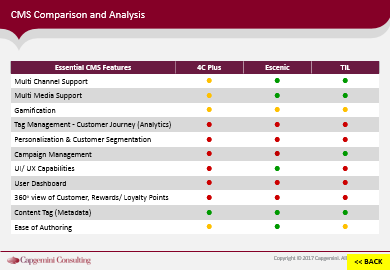 CMS Comparison and Analysis
Essential CMS Features 4C Plus Escenic TIL
Multi Channel Support
Multi Media Support
Gamification
Tag Management - Customer Journey (Analytics)
Personalization & Customer Segmentation
Campaign Management
UI/ UX Capabilities
User Dashboard
360° view of Customer, Rewards/ Loyalty Points
Content Tag (Metadata)
Ease of Authoring
Capgemini Consulting
Copyright © 2017 Capgemini. All
<< BACK